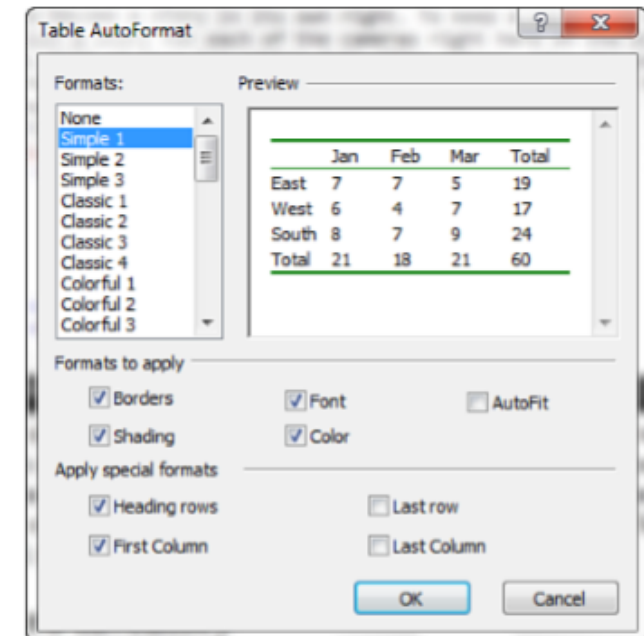 Table AutoFormat
Formats:
None
Simple 1
Simple 2
Simple 3
Classic 1
Classic 2
Classic 3
Classic 4
Colorful 1
Colorful 2
Colorful 3
Preview
Jan Feb Mar Total
East 7 7 5 19
West 6 4 7 17
South 8 7 9 24
Total 21 18 21 60
Formats to apply
Borders Font AutoFit
Shading Color
Apply special formats
Heading rows Last row
First Column Last Column
OK Cancel